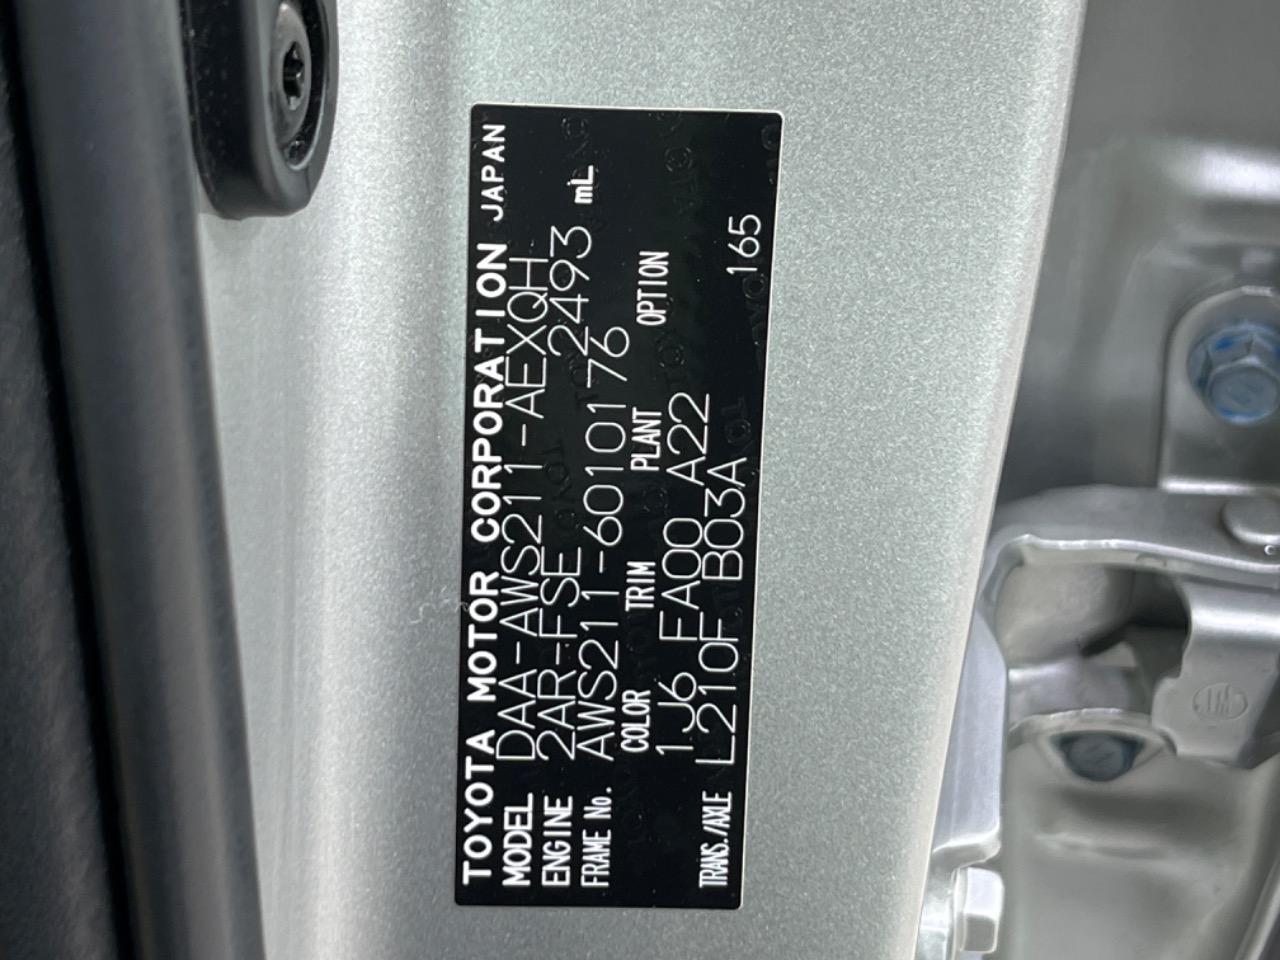 TOYOTA MOTOR CORPORATION JAPAN
MODEL DAA-AWS211-AEXQH
ENGINE 2AR-FSE 2493 mL
FRAME No. AWS211-6010176
COLOR TRIM PLANT OPTION
1J6 FA00 A22
TRANS./AXLE L210F B03A 165